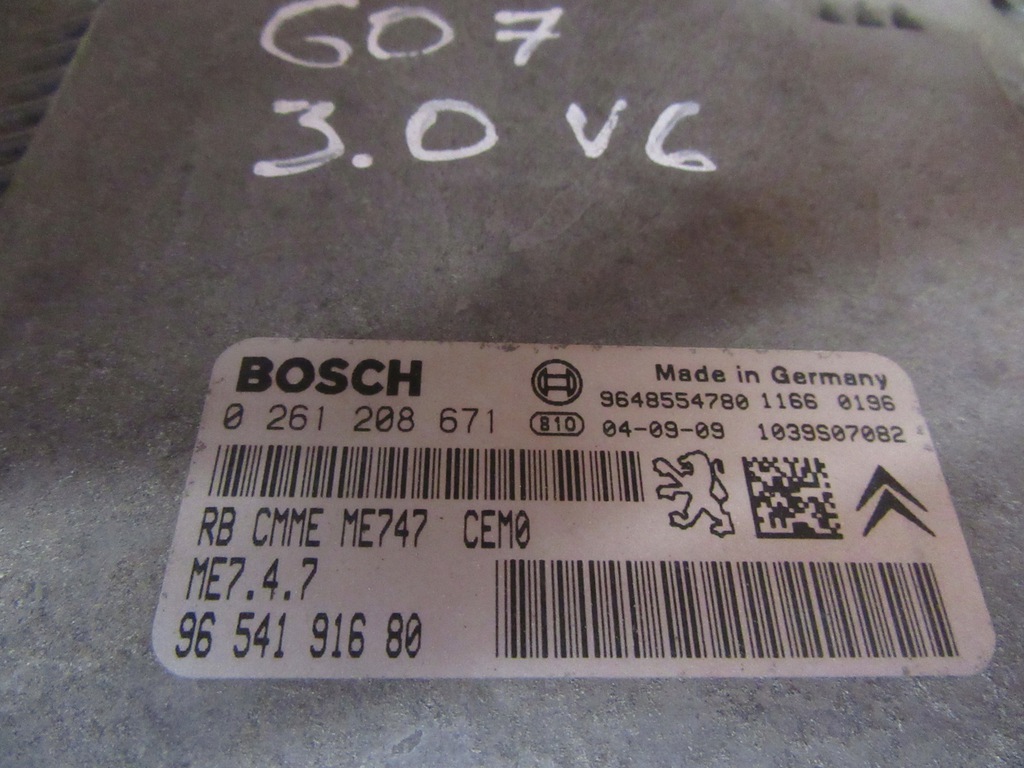 607
3.0 V6
BOSCH
Made in Germany
0 261 208 671
810
9648554780 1166 0196
04-09-09 1039S07082
RB CMME ME747 CEM0
ME7.4.7
96 541 916 80